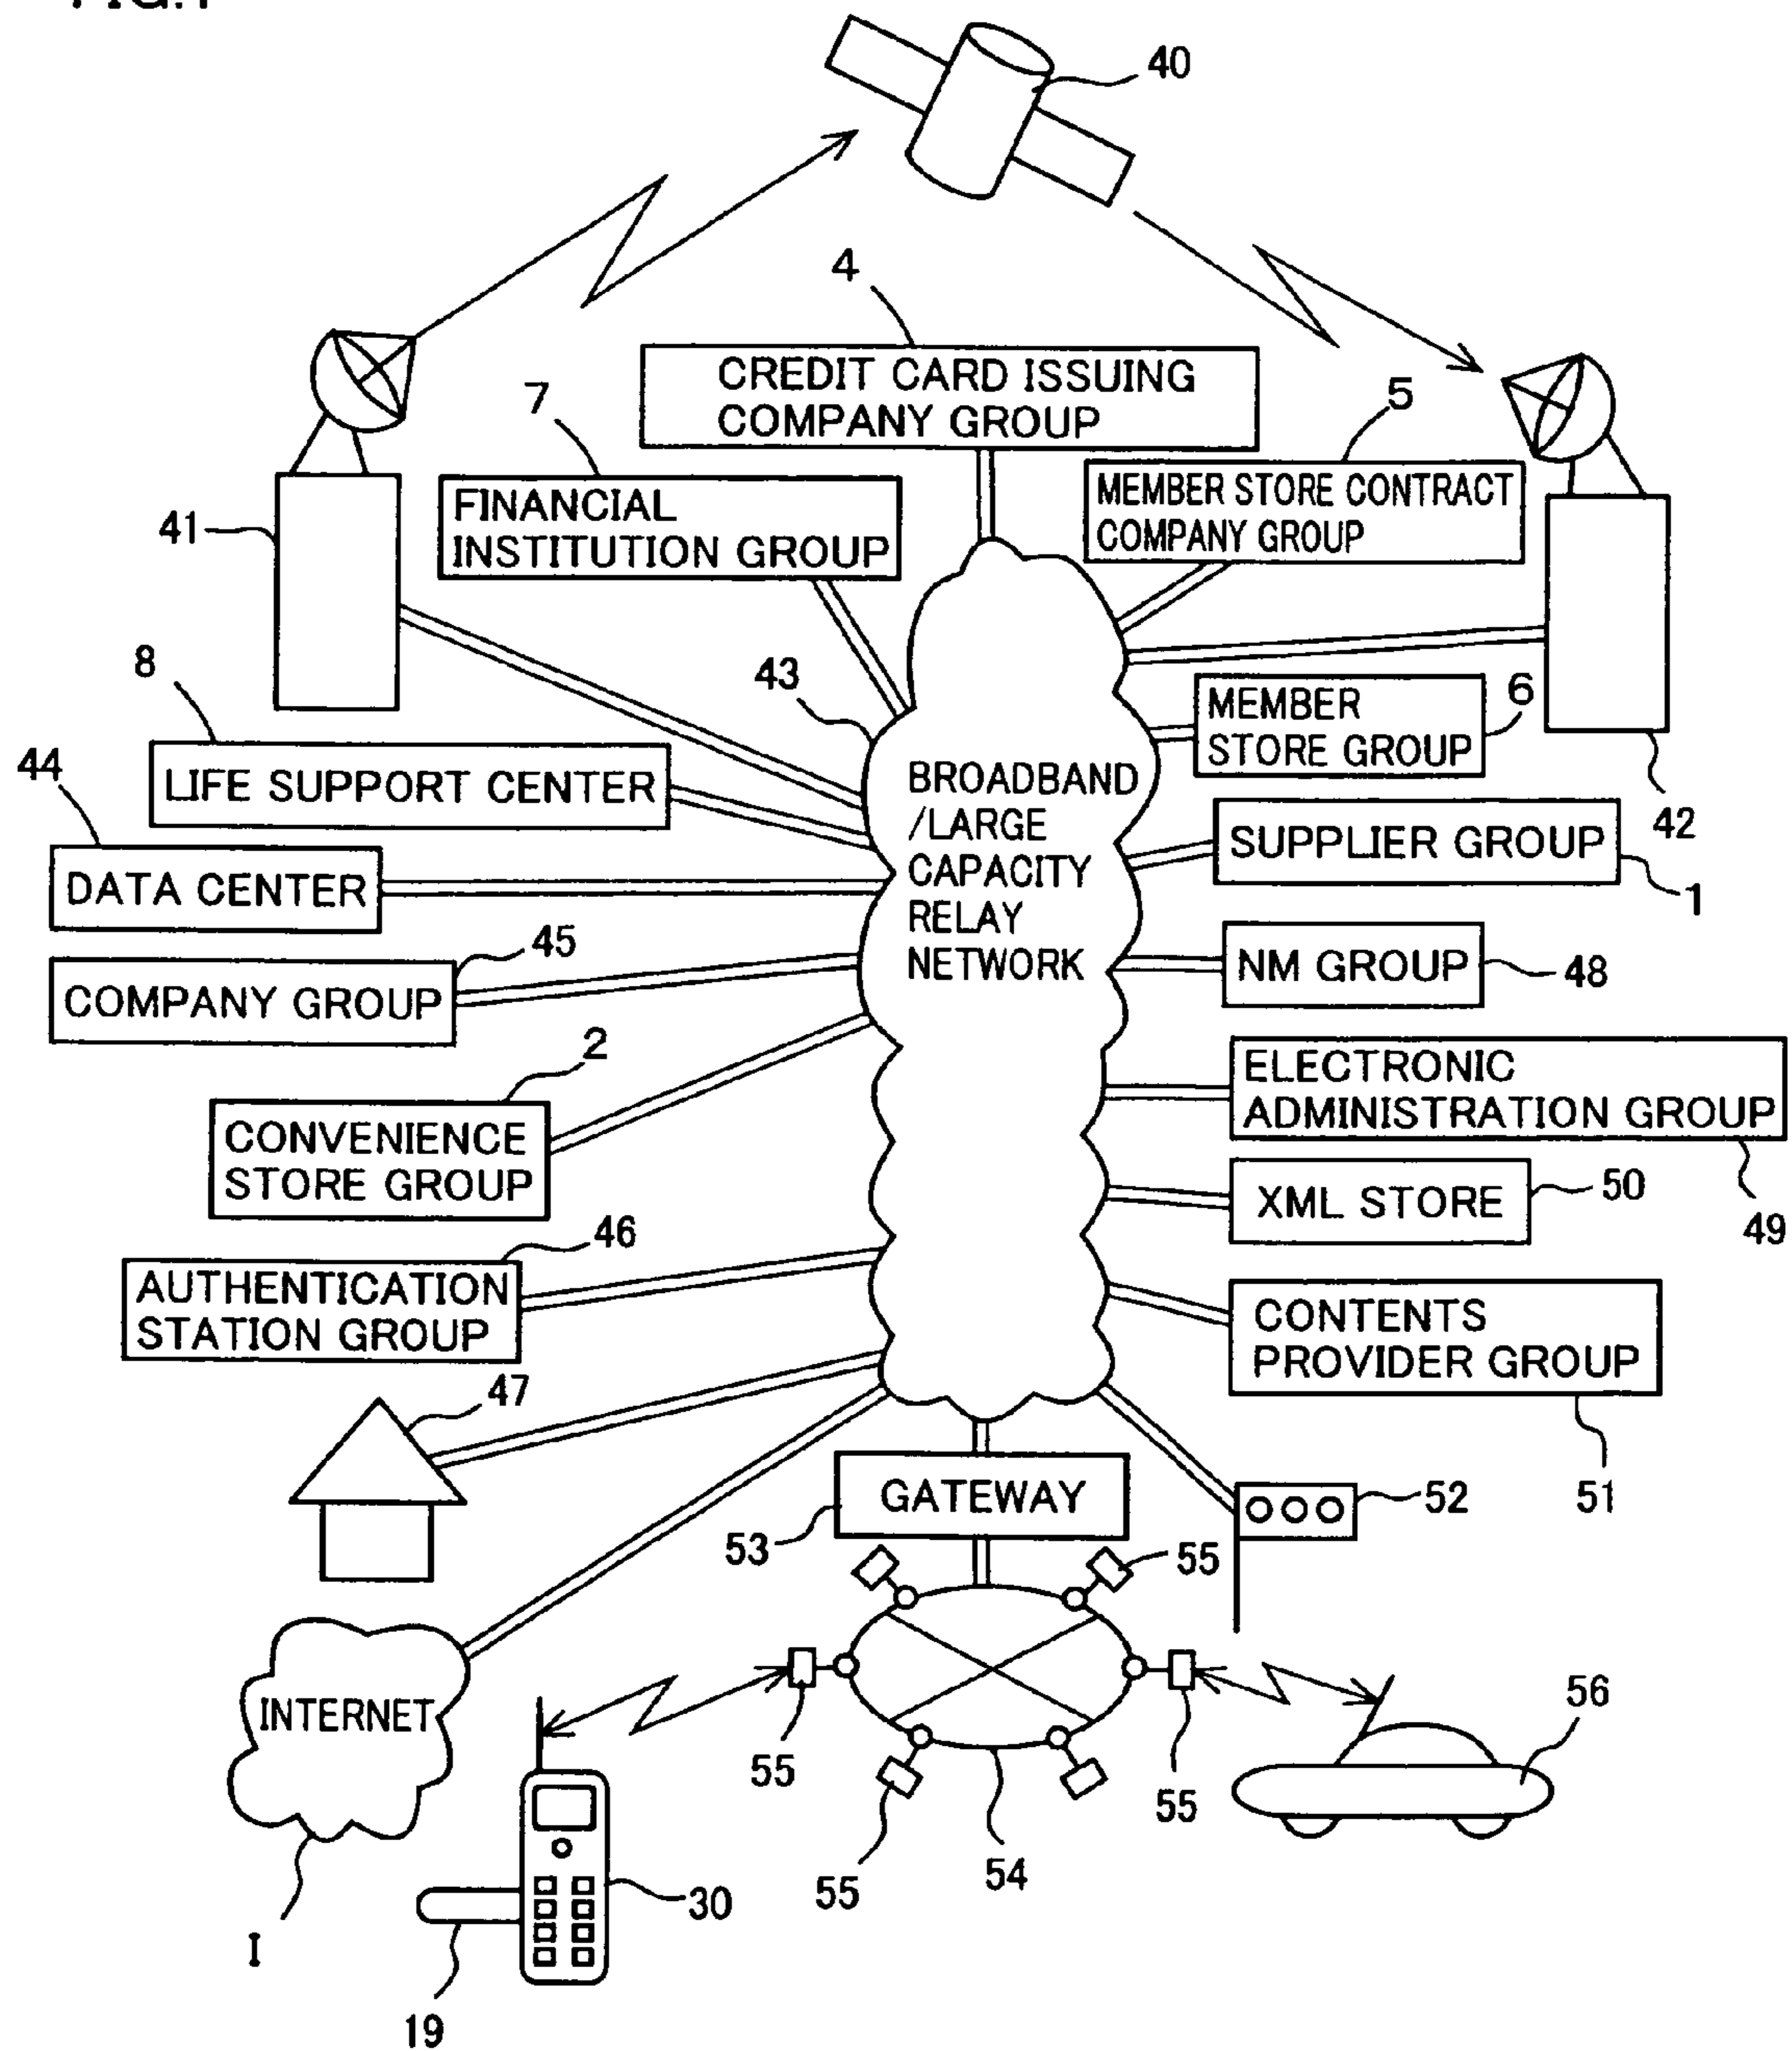 FIG.1
40
4
CREDIT CARD ISSUING
COMPANY GROUP
7
FINANCIAL
INSTITUTION GROUP
5
MEMBER STORE CONTRACT
COMPANY GROUP
41
8
LIFE SUPPORT CENTER
43
BROADBAND
/LARGE
CAPACITY
RELAY
NETWORK
MEMBER
STORE GROUP
6
42
44
DATA CENTER
SUPPLIER GROUP
1
45
COMPANY GROUP
NM GROUP
48
2
CONVENIENCE
STORE GROUP
ELECTRONIC
ADMINISTRATION GROUP
49
XML STORE
50
46
AUTHENTICATION
STATION GROUP
CONTENTS
PROVIDER GROUP
51
47
GATEWAY
53
52
55
INTERNET
I
55
55
55
54
56
30
19